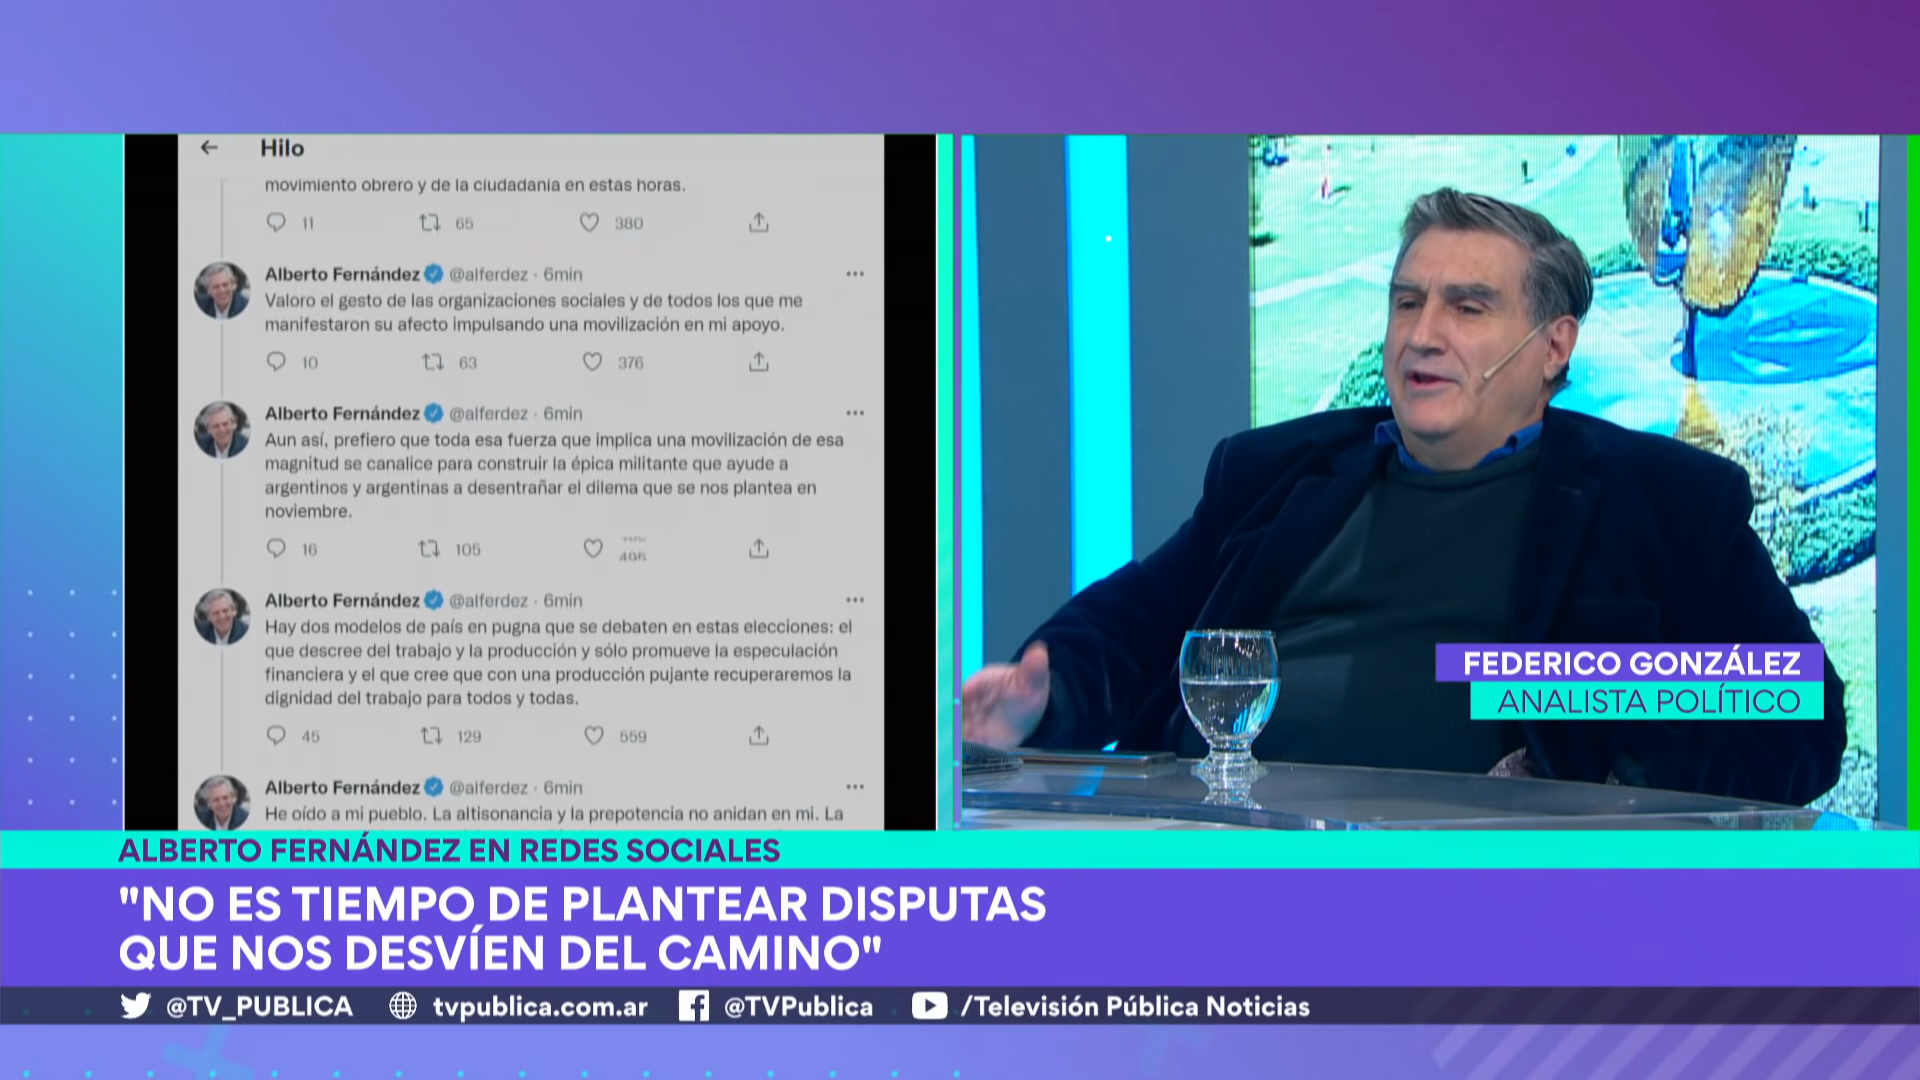 Hilo
movimiento obrero y de la ciudadanía en estas horas.
11 65 380
Alberto Fernández @alferdez · 6min
Valoro el gesto de las organizaciones sociales y de todos los que me
manifestaron su afecto impulsando una movilización en mi apoyo.
10 63 376
Alberto Fernández @alferdez · 6min
Aun así, prefiero que toda esa fuerza que implica una movilización de esa
magnitud se canalice para construir la épica militante que ayude a
argentinos y argentinas a desentrañar el dilema que se nos plantea en
noviembre.
16 105
Alberto Fernández @alferdez · 6min
Hay dos modelos de país en pugna que se debaten en estas elecciones: el
que descree del trabajo y la producción y sólo promueve la especulación
financiera y el que cree que con una producción pujante recuperaremos la
dignidad del trabajo para todos y todas.
45 129 559
Alberto Fernández @alferdez · 6min
He oído a mi pueblo. La altisonancia y la prepotencia no anidan en mi. La
FEDERICO GONZÁLEZ
ANALISTA POLÍTICO
ALBERTO FERNÁNDEZ EN REDES SOCIALES
"NO ES TIEMPO DE PLANTEAR DISPUTAS
QUE NOS DESVÍEN DEL CAMINO"
@TV_PUBLICA tvpublica.com.ar @TVPublica /Televisión Pública Noticias